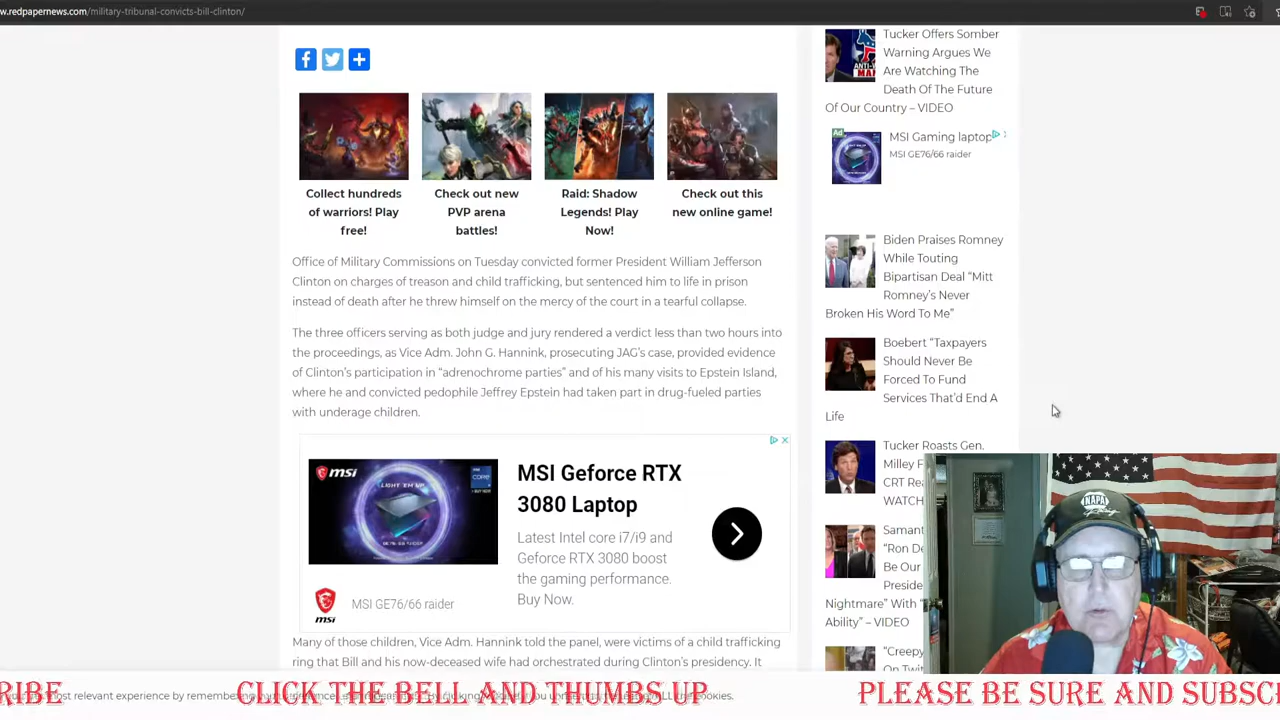 w.redpapernews.com/military-tribunal-convicts-bill-clinton/
Collect hundreds
of warriors! Play
free!
Check out new
PVP arena
battles!
Raid: Shadow
Legends! Play
Now!
Check out this
new online game!
Office of Military Commissions on Tuesday convicted former President William Jefferson
Clinton on charges of treason and child trafficking, but sentenced him to life in prison
instead of death after he threw himself on the mercy of the court in a tearful collapse.
The three officers serving as both judge and jury rendered a verdict less than two hours into
the proceedings, as Vice Adm. John G. Hannink, prosecuting JAG's case, provided evidence
of Clinton's participation in “adrenochrome parties” and of his many visits to Epstein Island,
where he and convicted pedophile Jeffrey Epstein had taken part in drug-fueled parties
with underage children.
msi
LIGHT 'EM UP
intel
CORE
i7
msi
MSI GE76/66 raider
MSI Geforce RTX
3080 Laptop
Latest Intel core i7/i9 and
Geforce RTX 3080 boost
the gaming performance.
Buy Now.
Many of those children, Vice Adm. Hannink told the panel, were victims of a child trafficking
ring that Bill and his now-deceased wife had orchestrated during Clinton's presidency. It
Tucker Offers Somber
Warning Argues We
Are Watching The
Death Of The Future
Of Our Country – VIDEO
Ad
MSI Gaming laptop
MSI GE76/66 raider
Biden Praises Romney
While Touting
Bipartisan Deal “Mitt
Romney's Never
Broken His Word To Me”
Boebert “Taxpayers
Should Never Be
Forced To Fund
Services That'd End A
Life
Tucker Roasts Gen.
Milley F
CRT Re
WATCH
Samant
“Ron De
Be Our
Preside
Nightmare” With “
Ability” – VIDEO
“Creepy
On Twit
NAPA
RIBE
CLICK THE BELL AND THUMBS UP
PLEASE BE SURE AND SUBSC